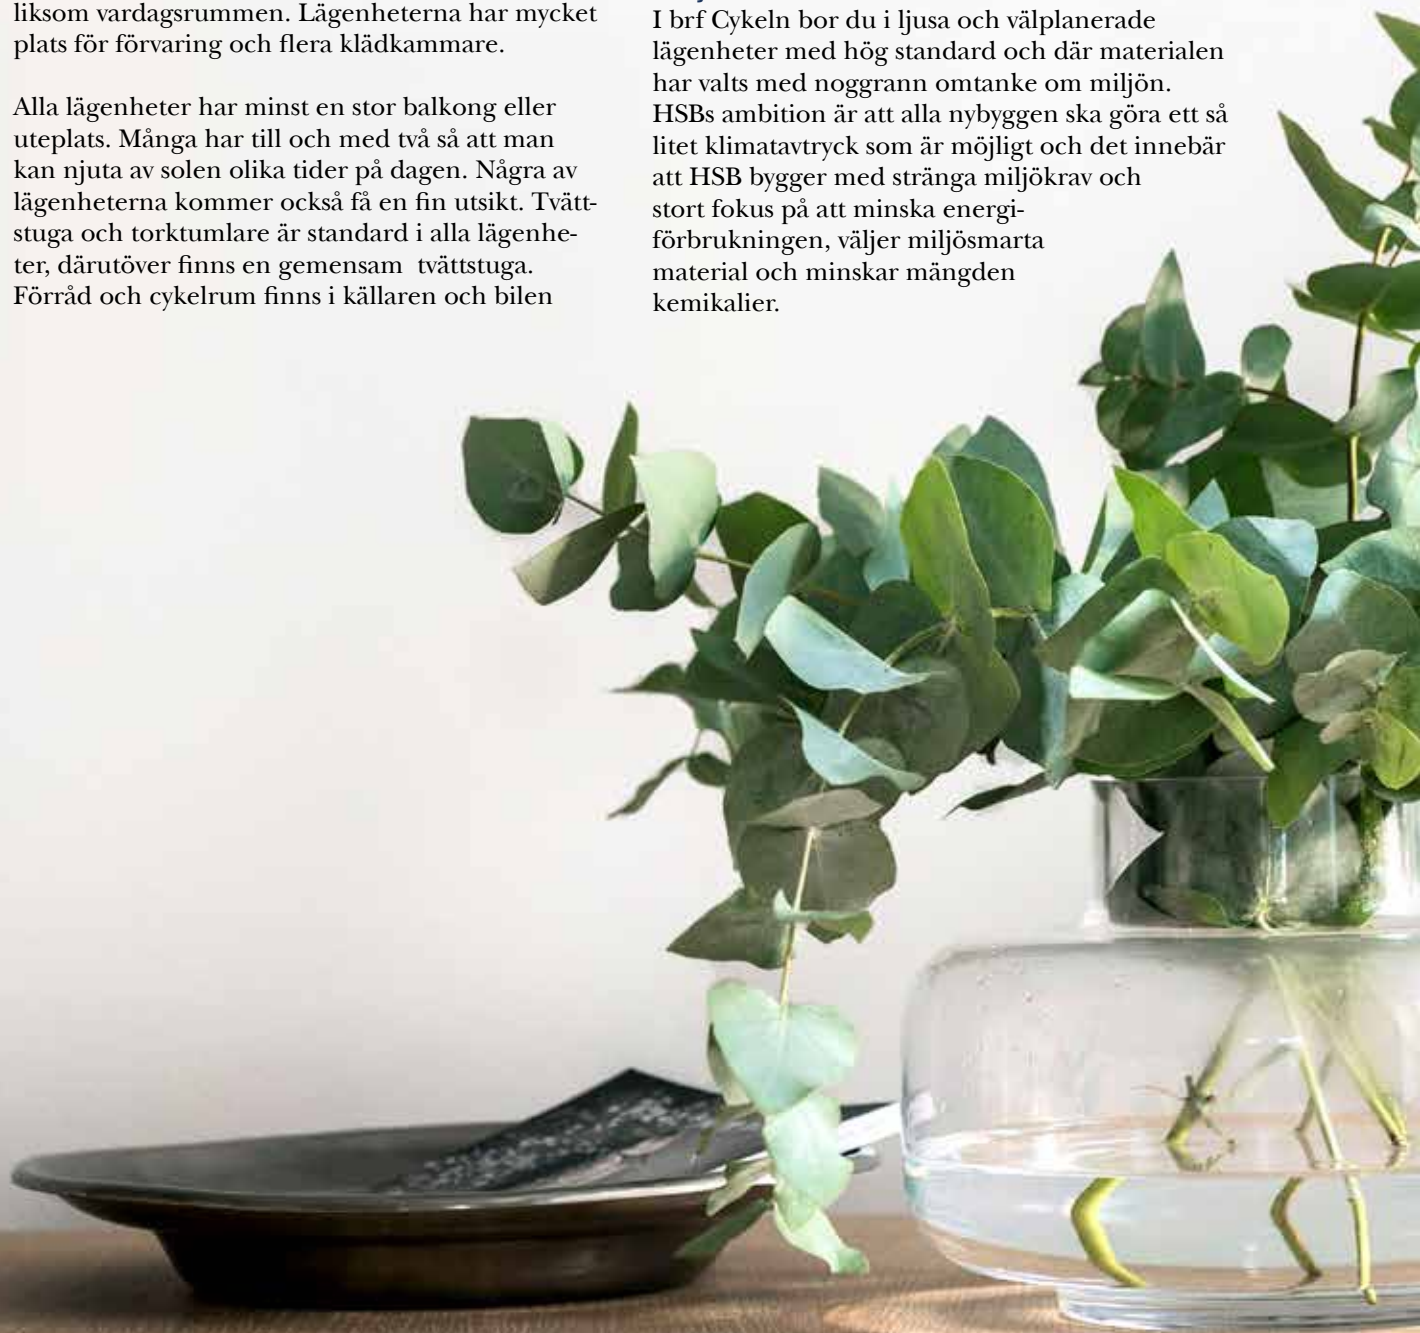 liksom vardagsrummen. Lägenheterna har mycket
plats för förvaring och flera klädkammare.
Alla lägenheter har minst en stor balkong eller
uteplats. Många har till och med två så att man
kan njuta av solen olika tider på dagen. Några av
lägenheterna kommer också få en fin utsikt. Tvätt-
stuga och torktumlare är standard i alla lägenhe-
ter, därutöver finns en gemensam tvättstuga.
Förråd och cykelrum finns i källaren och bilen
I brf Cykeln bor du i ljusa och välplanerade
lägenheter med hög standard och där materialen
har valts med noggrann omtanke om miljön.
HSBs ambition är att alla nybyggen ska göra ett så
litet klimatavtryck som är möjligt och det innebär
att HSB bygger med stränga miljökrav och
stort fokus på att minska energi-
förbrukningen, väljer miljösmarta
material och minskar mängden
kemikalier.